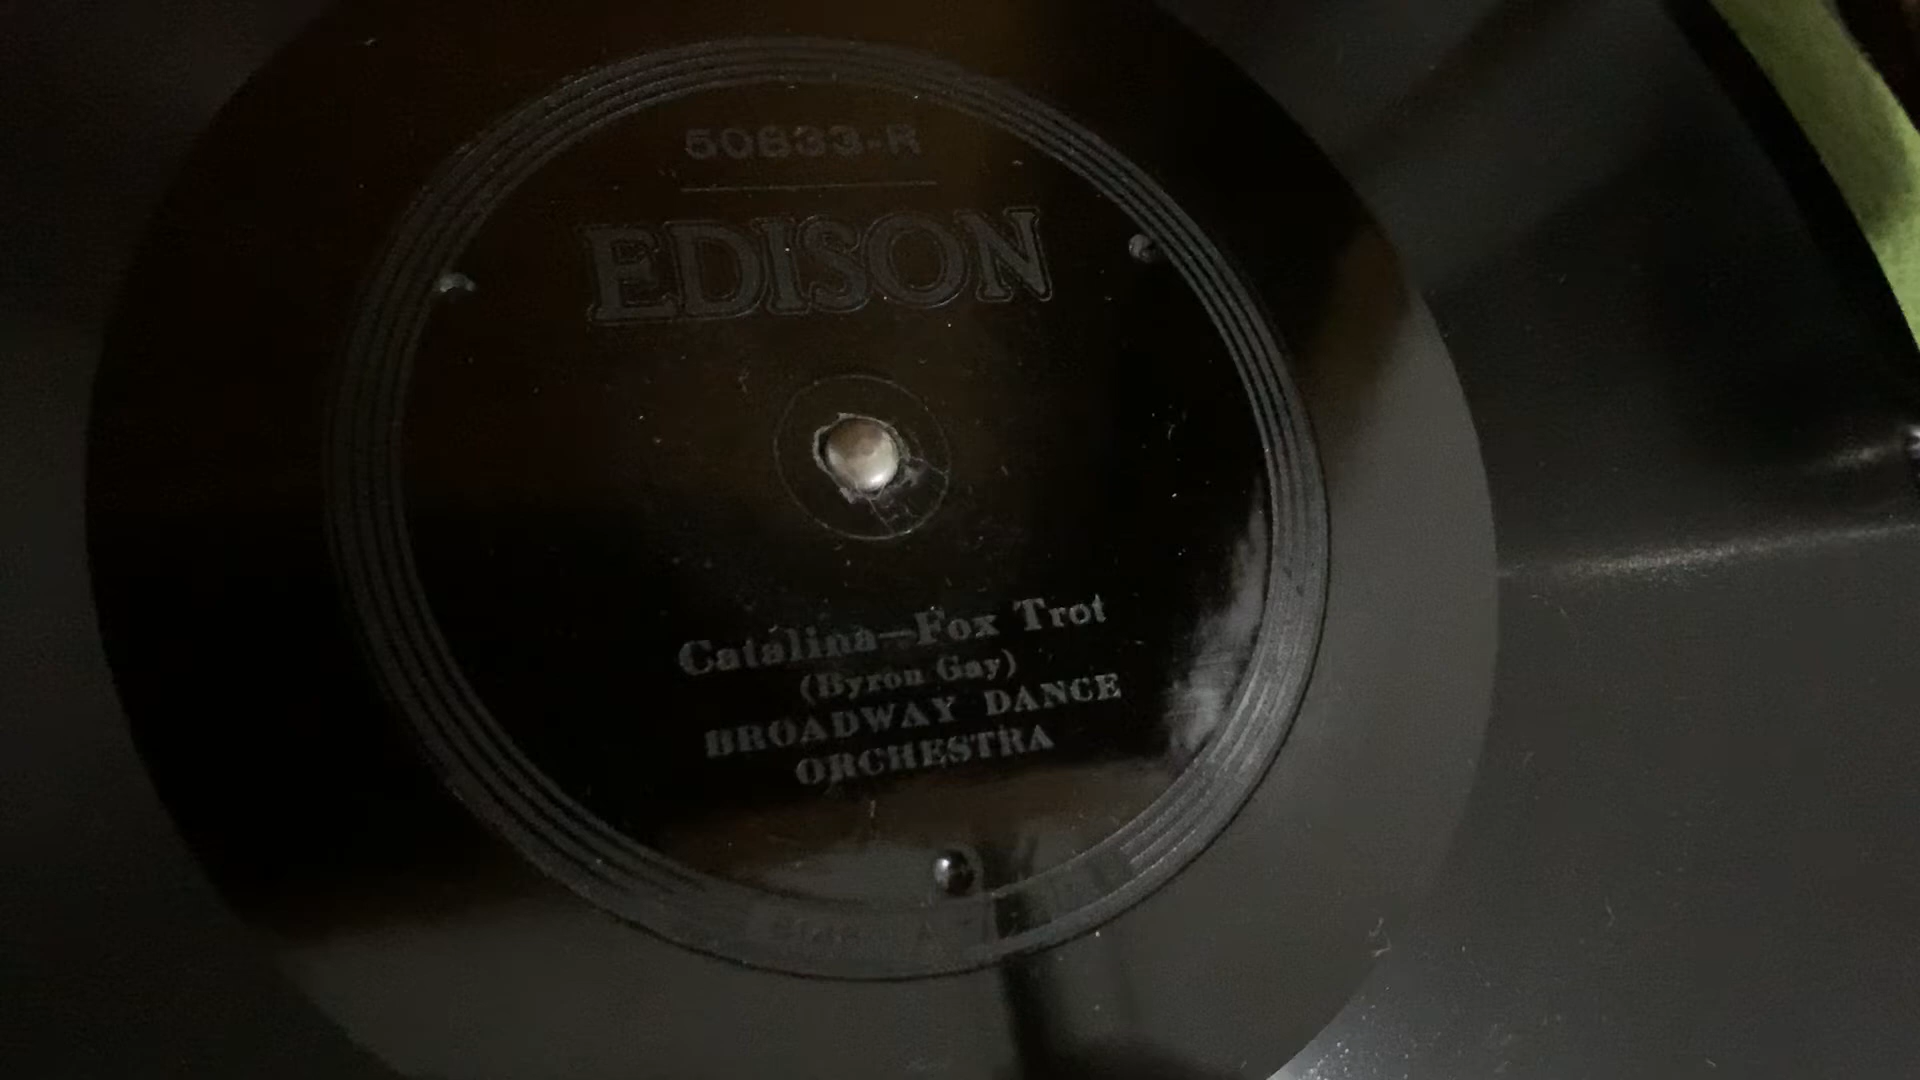 50833-R
EDISON
Catalina—Fox Trot
(Byron Gay)
BROADWAY DANCE
ORCHESTRA